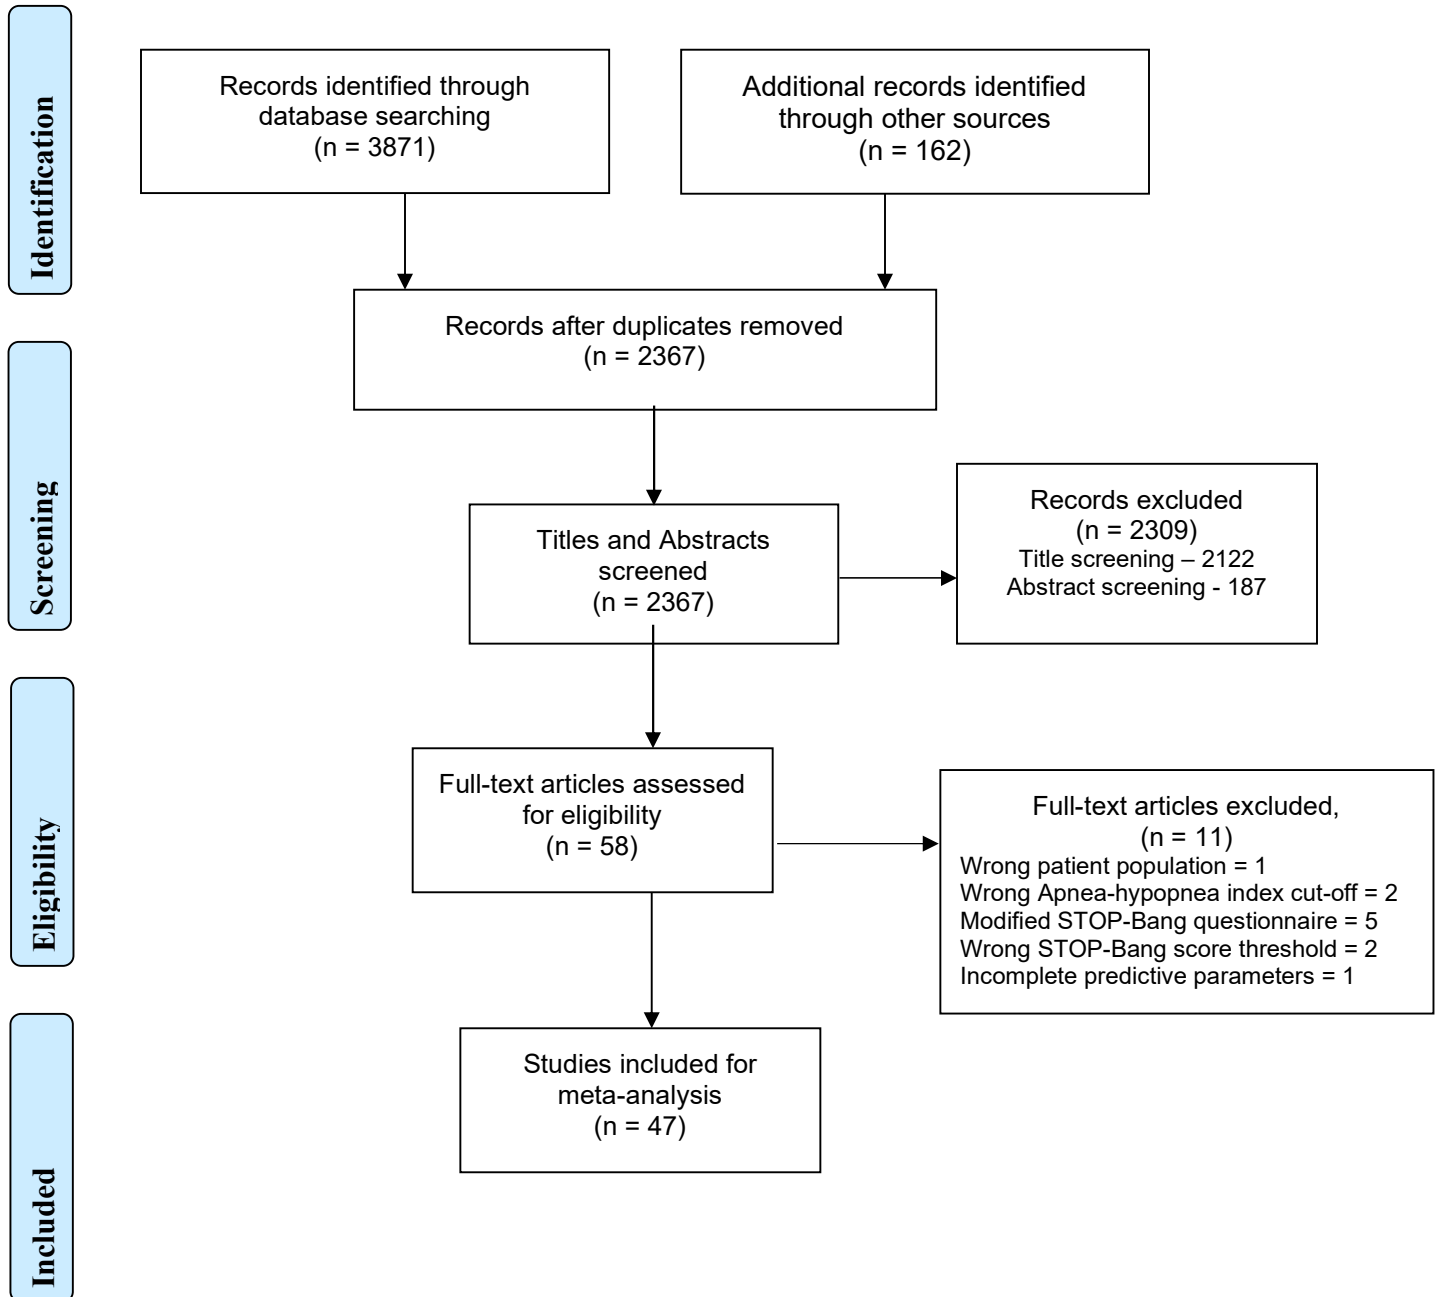 Identification
Records identified through
database searching
(n = 3871)
Additional records identified
through other sources
(n = 162)
Records after duplicates removed
(n = 2367)
Screening
Titles and Abstracts
screened
(n = 2367)
Records excluded
(n = 2309)
Title screening – 2122
Abstract screening - 187
Eligibility
Full-text articles assessed
for eligibility
(n = 58)
Full-text articles excluded,
(n = 11)
Wrong patient population = 1
Wrong Apnea-hypopnea index cut-off = 2
Modified STOP-Bang questionnaire = 5
Wrong STOP-Bang score threshold = 2
Incomplete predictive parameters = 1
Included
Studies included for
meta-analysis
(n = 47)